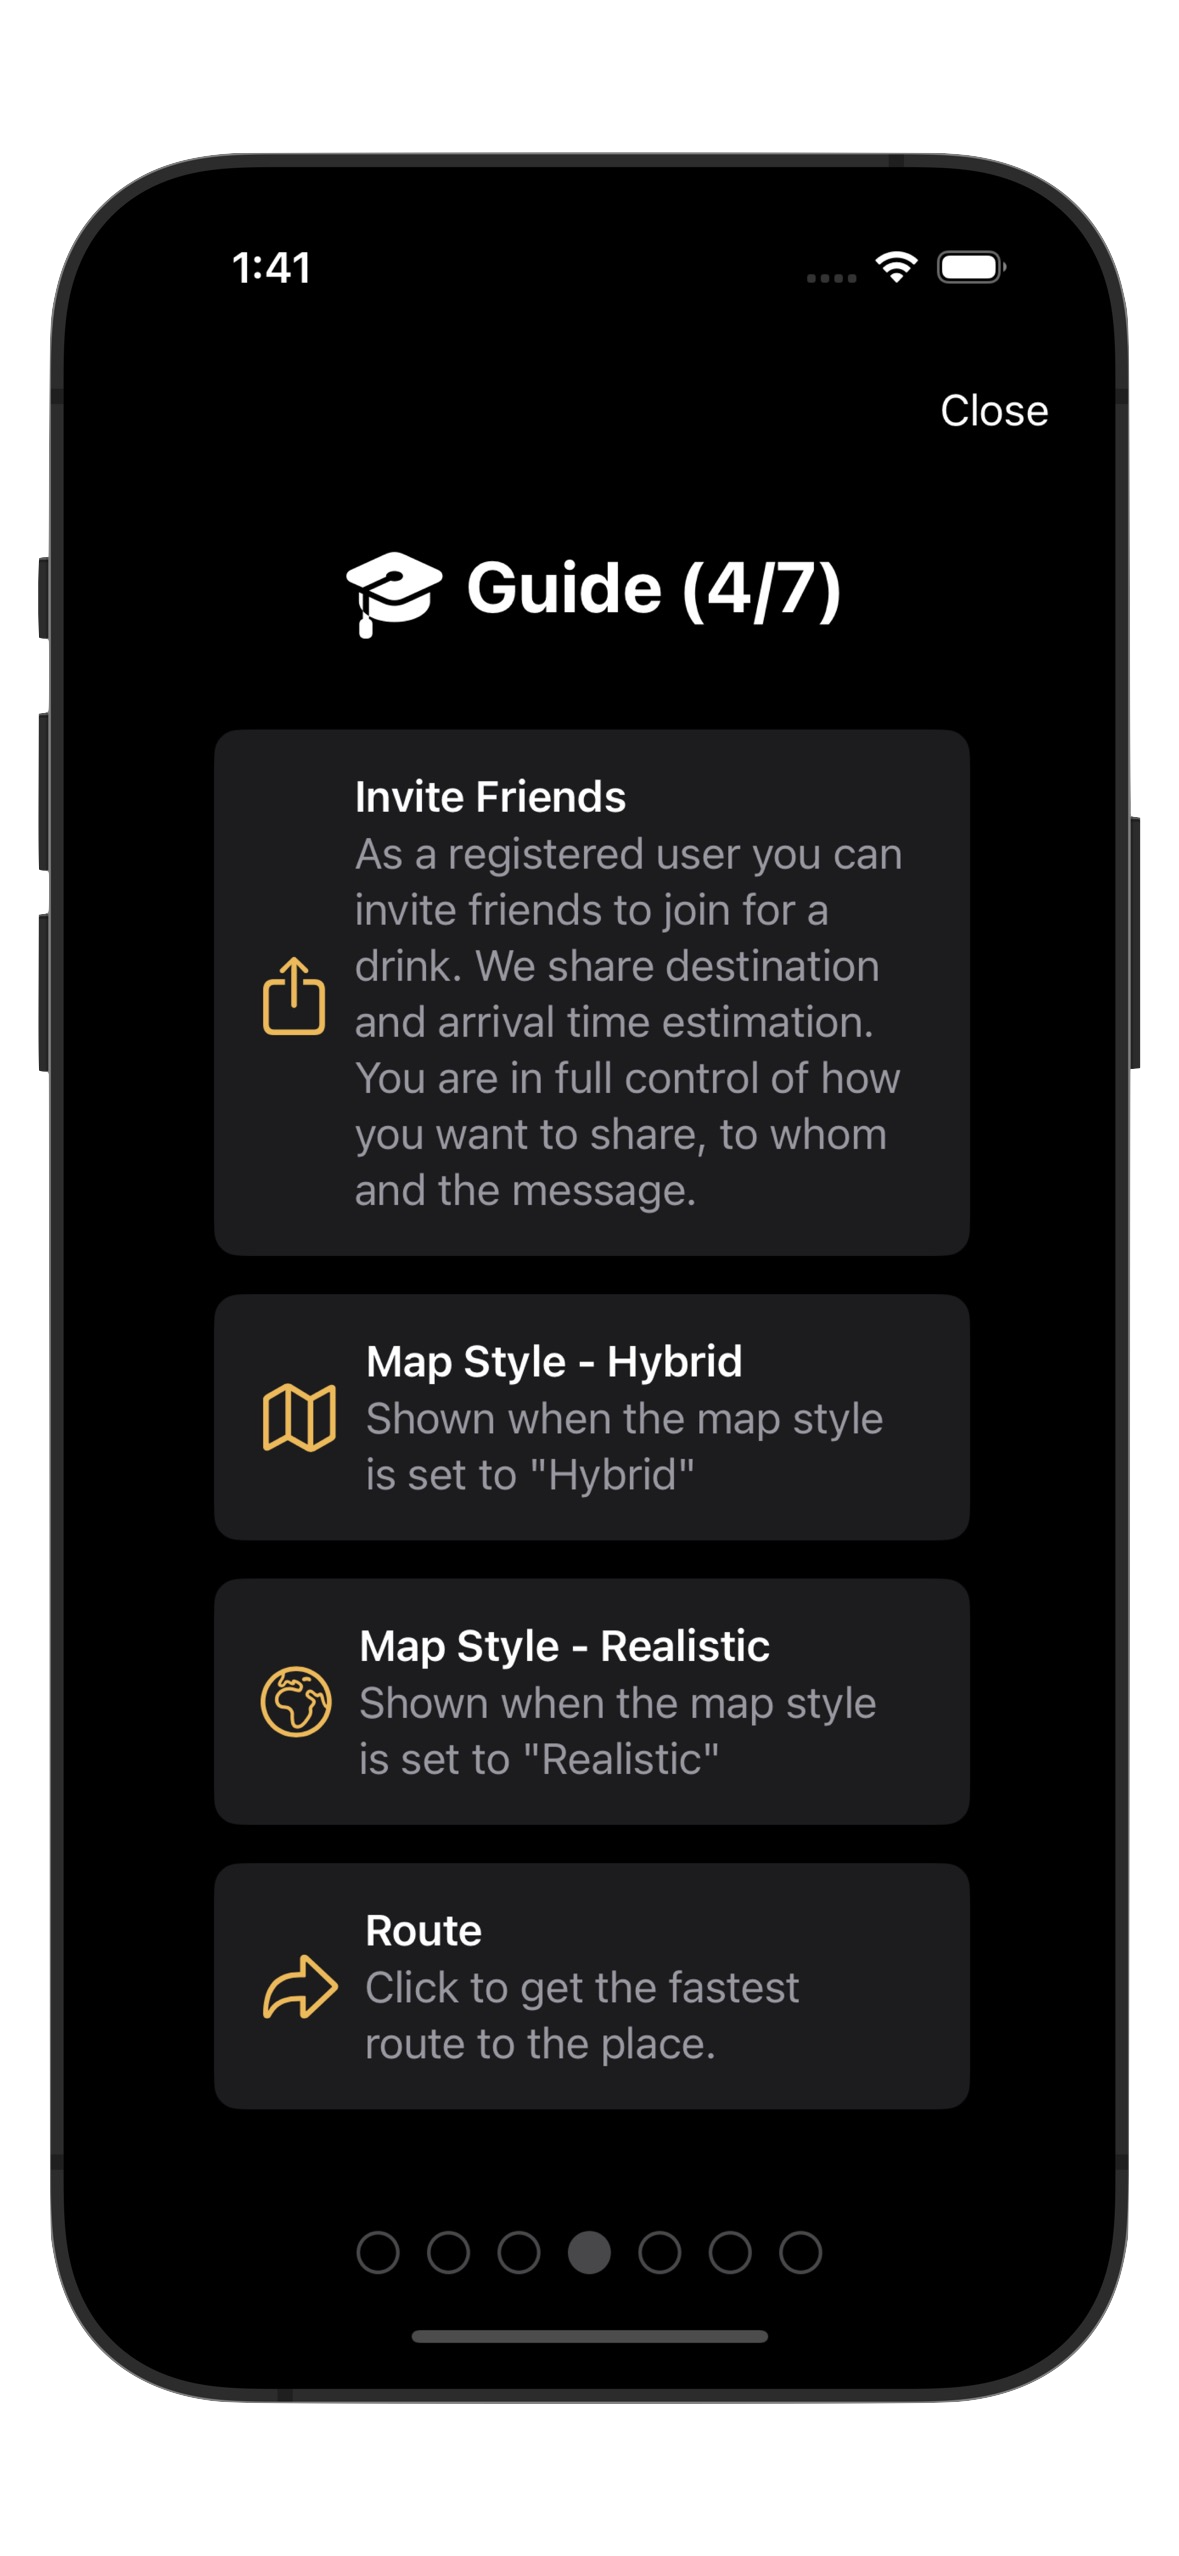 1:41
Close
Guide (4/7)
Invite Friends
As a registered user you can
invite friends to join for a
drink. We share destination
and arrival time estimation.
You are in full control of how
you want to share, to whom
and the message.
Map Style - Hybrid
Shown when the map style
is set to "Hybrid"
Map Style - Realistic
Shown when the map style
is set to "Realistic"
Route
Click to get the fastest
route to the place.